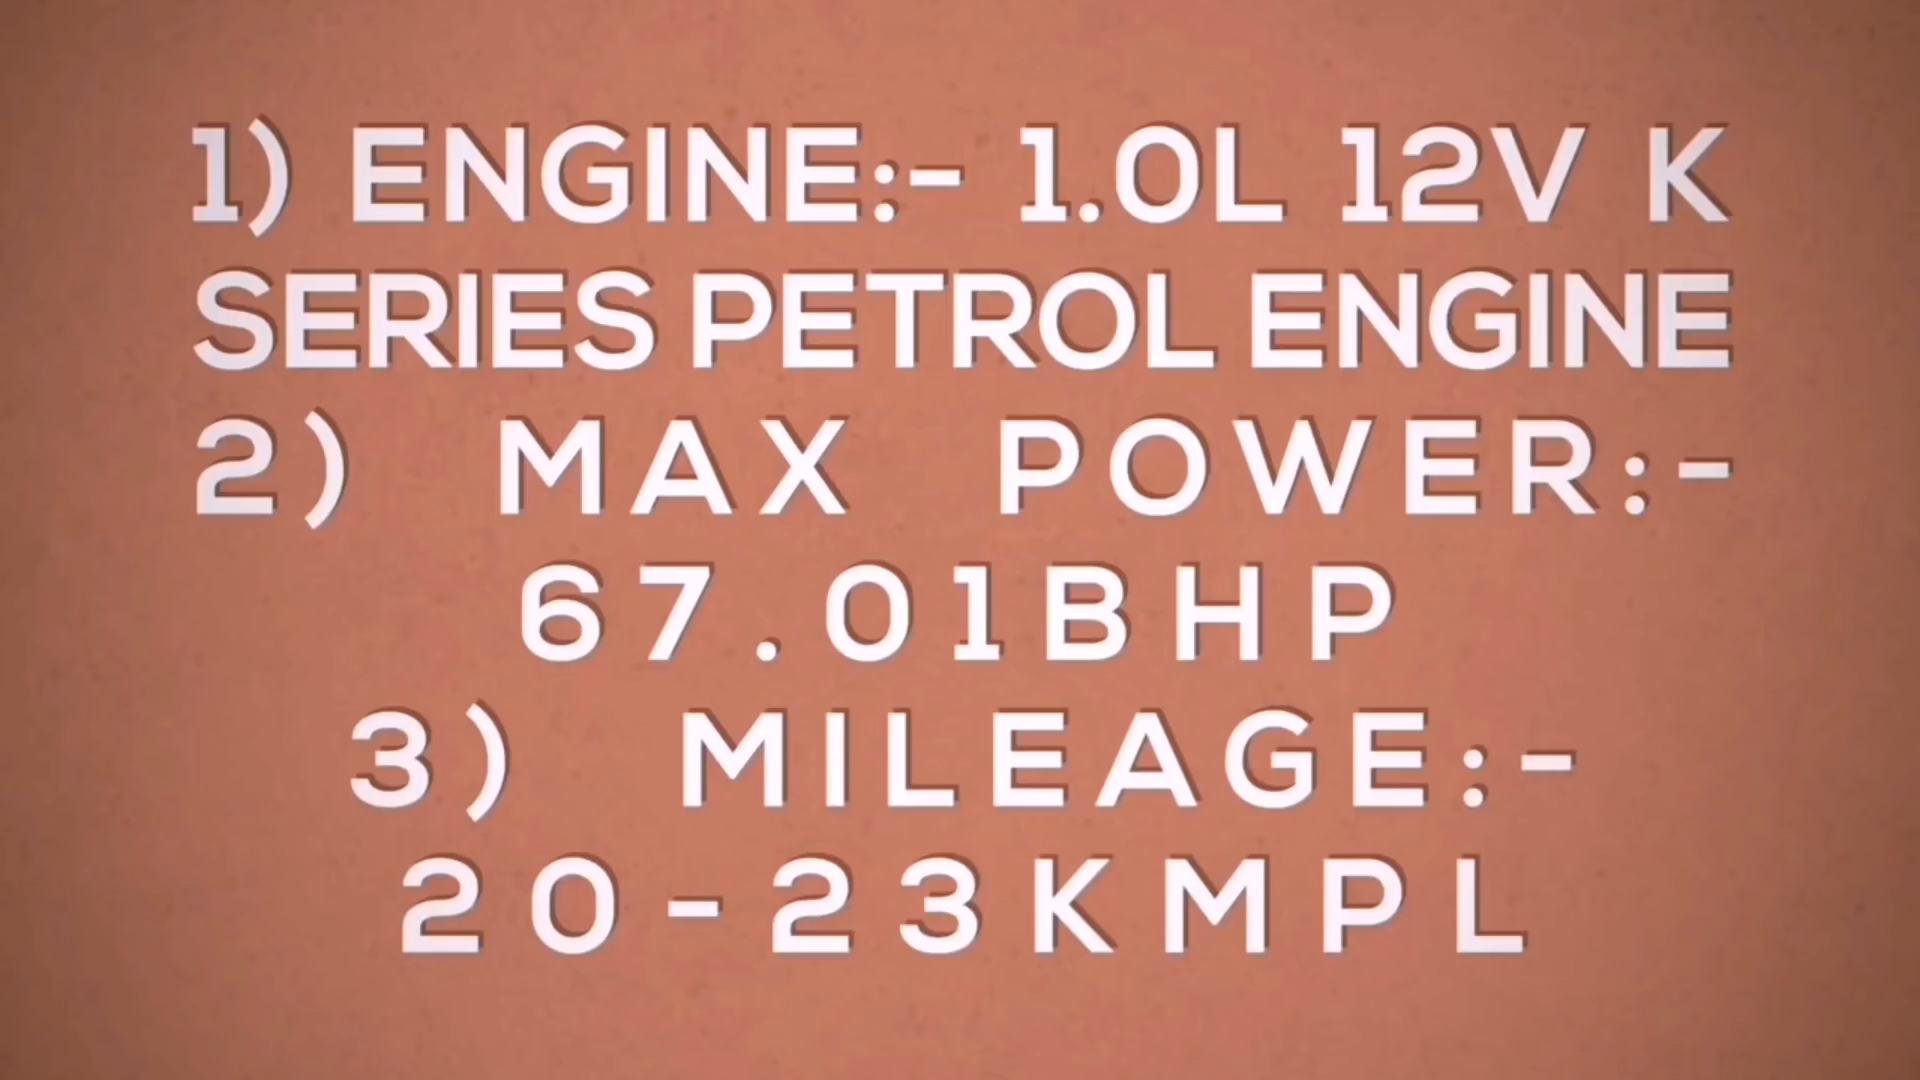 1) ENGINE:- 1.0L 12V K
SERIES PETROL ENGINE
2) MAX POWER:-
67.01BHP
3) MILEAGE:-
20-23KMPL